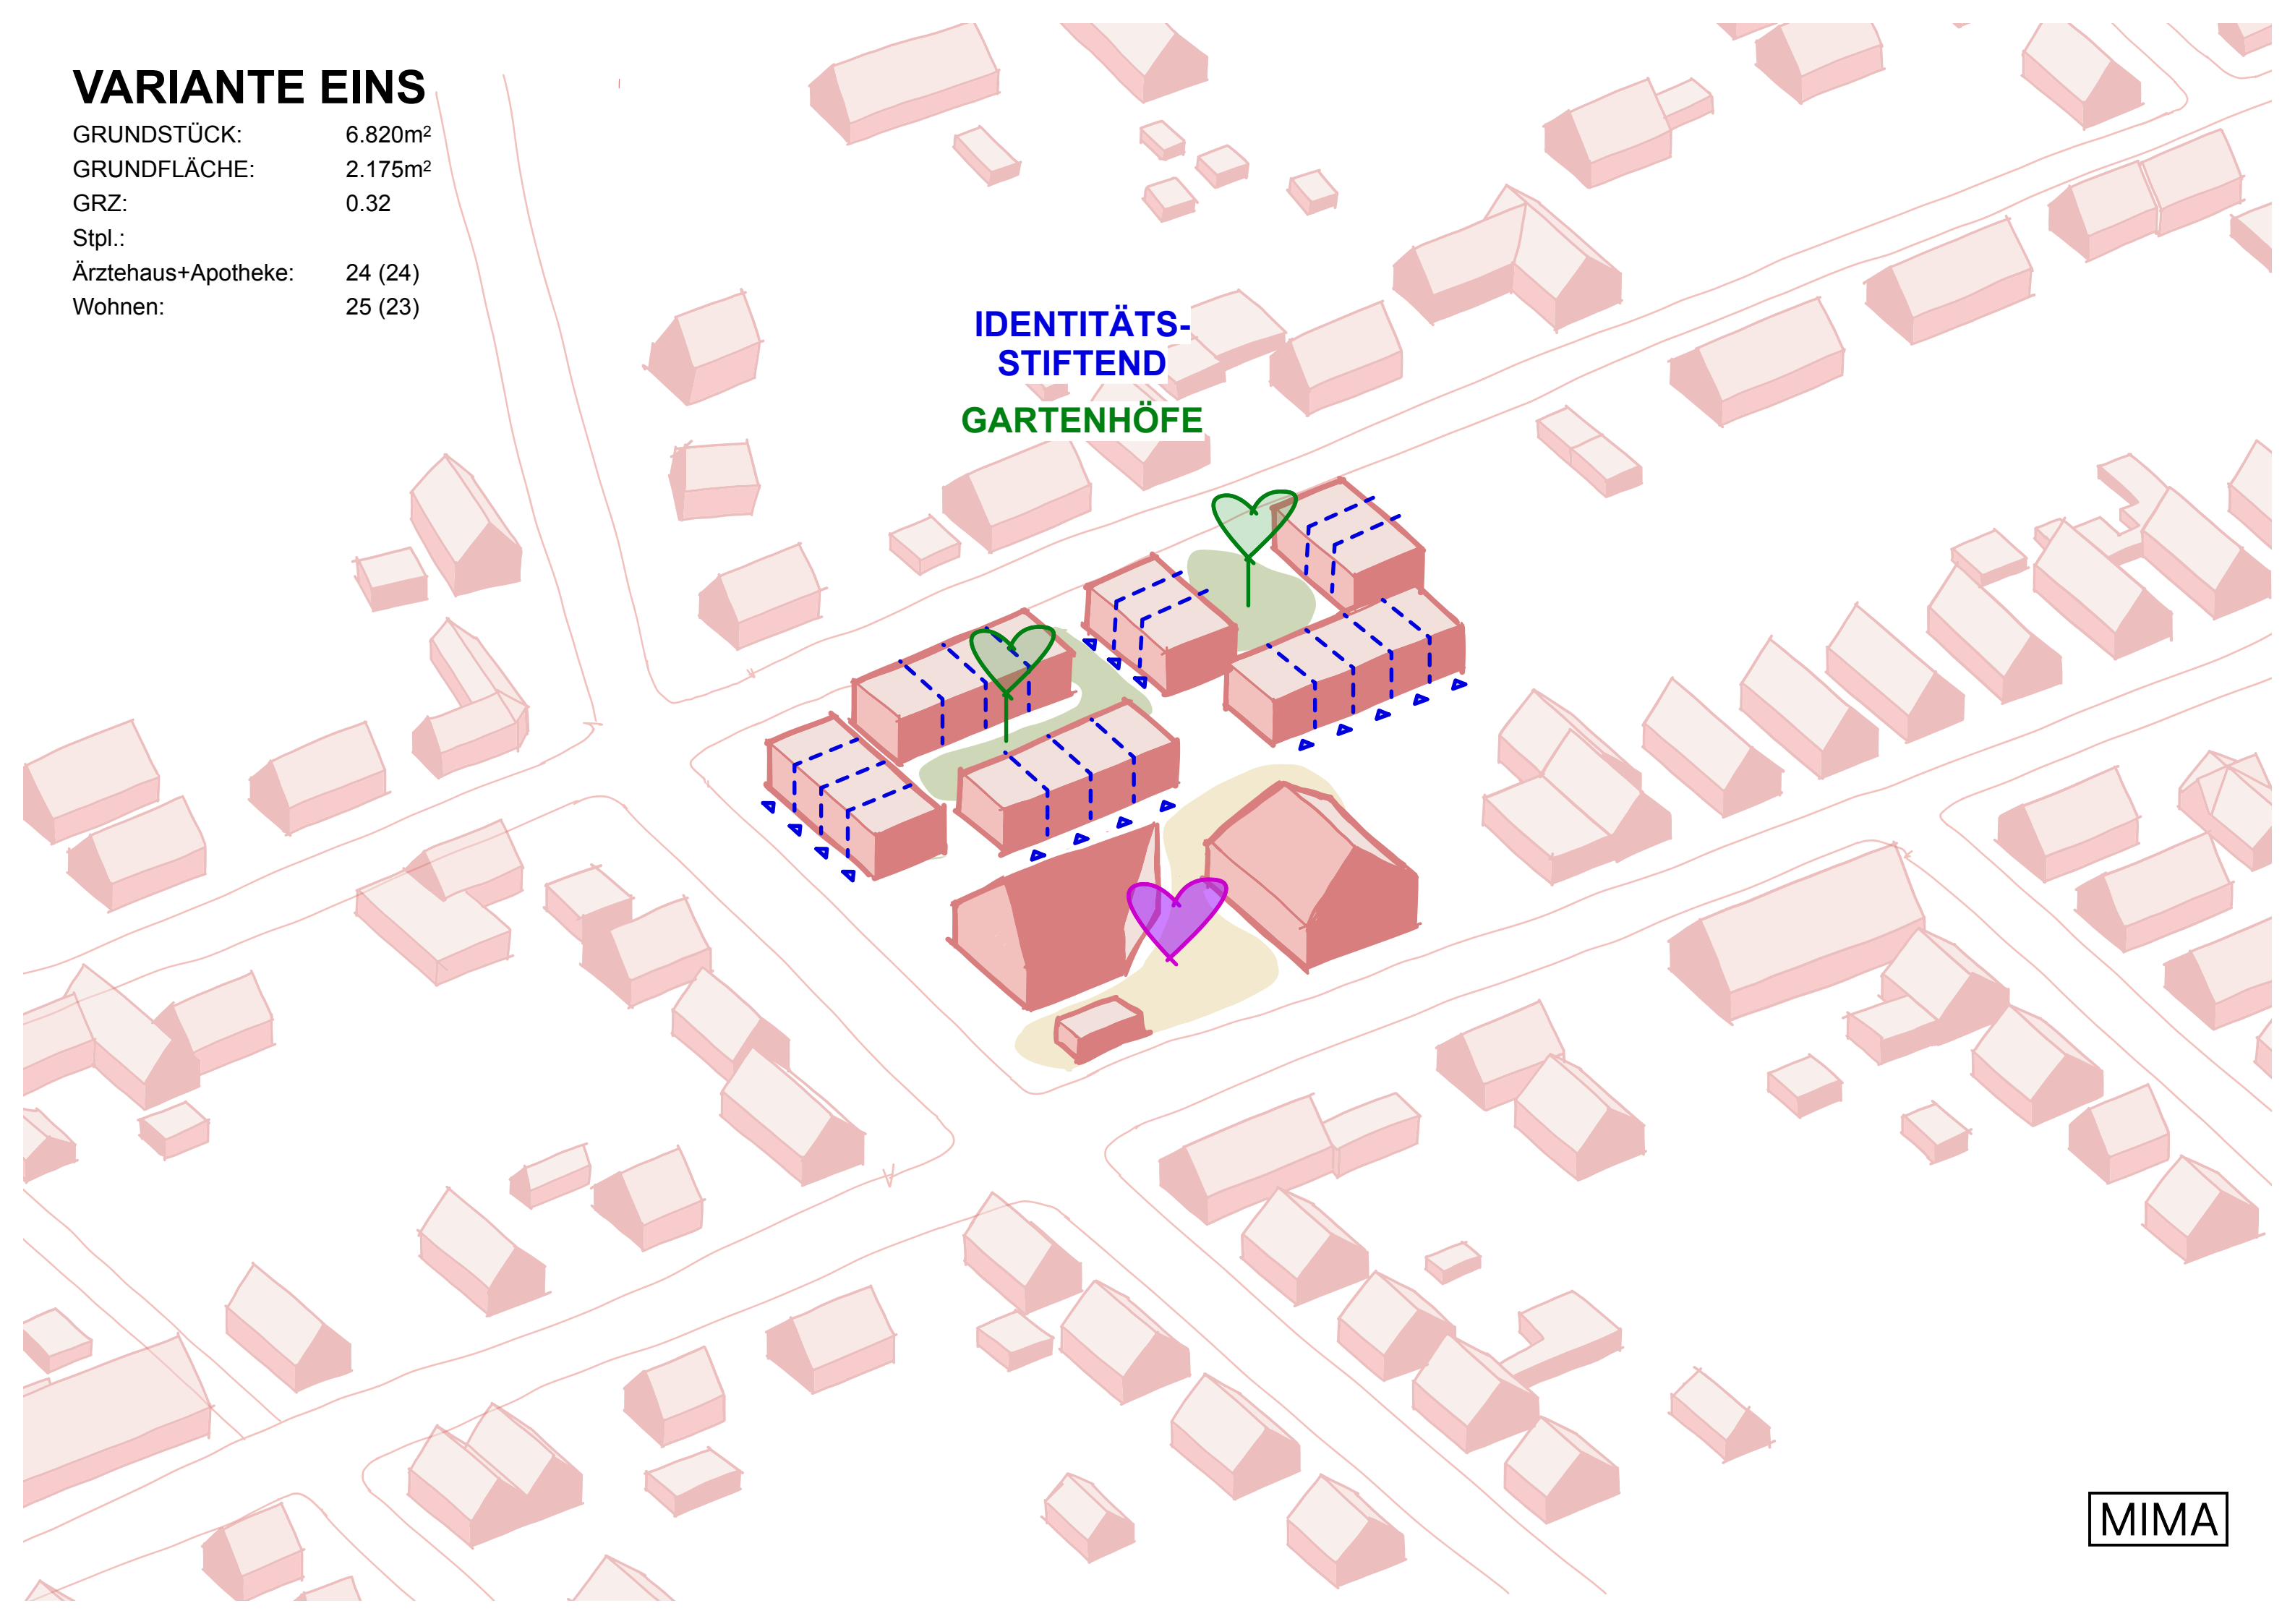 VARIANTE EINS
GRUNDSTÜCK: 6.820m²
GRUNDFLÄCHE: 2.175m²
GRZ: 0.32
Stpl.:
Ärztehaus+Apotheke: 24 (24)
Wohnen: 25 (23)
IDENTITÄTS-
STIFTEND
GARTENHÖFE
MIMA